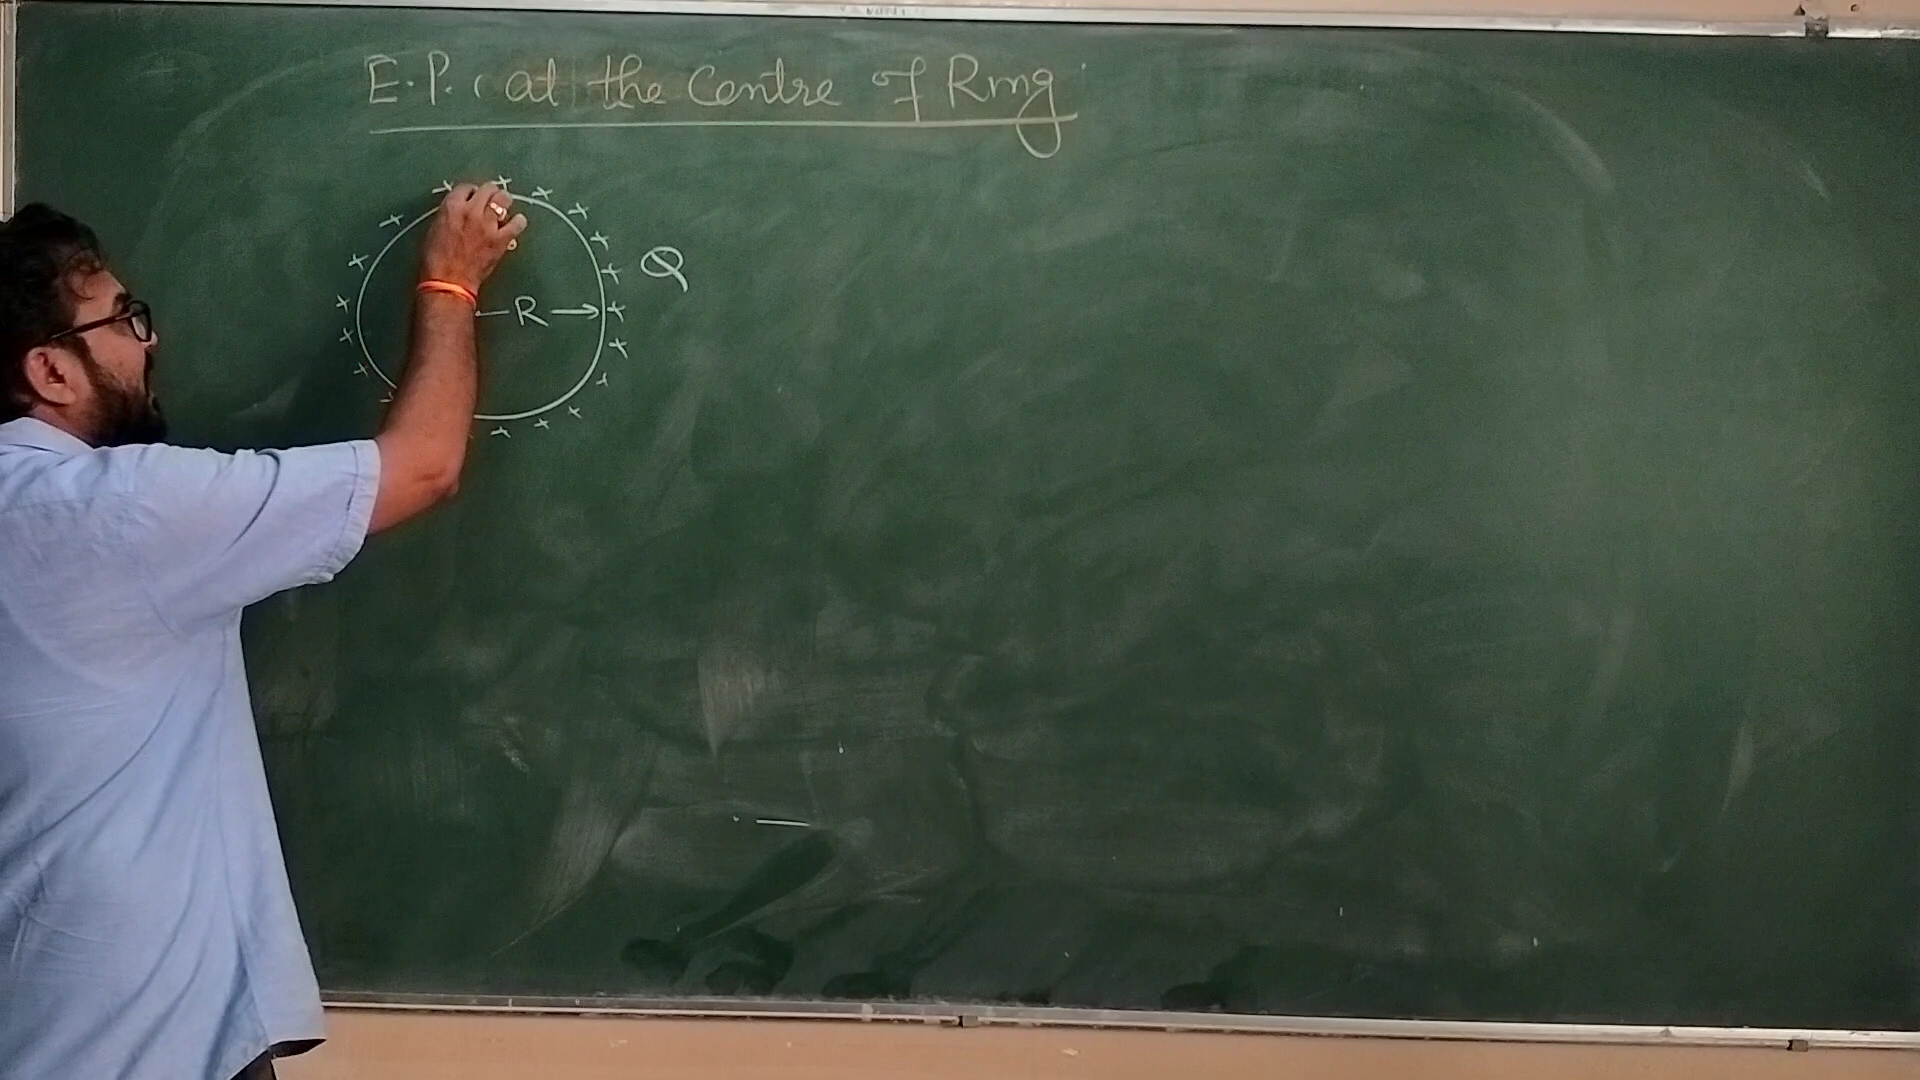 E.P. at the Centre of Ring
+ + + + + + + + + + + + + + + + + + + + +
Q
R